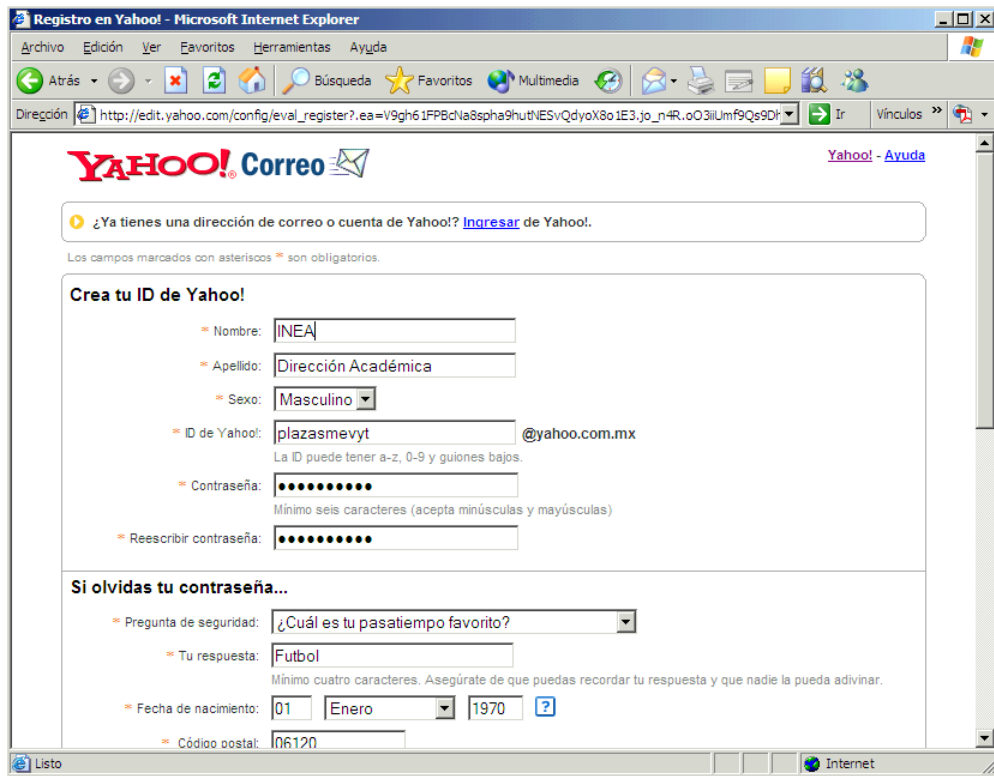 Registro en Yahoo! - Microsoft Internet Explorer
Archivo Edición Ver Favoritos Herramientas Ayuda
Atrás Búsqueda Favoritos Multimedia
Dirección http://edit.yahoo.com/config/eval_register?.ea=V9gh61FPBcNa8spha9hutNESvQdyoX8o1E3.jo_n4R.oO3iiUmf9Qs9Dh Ir Vínculos »
YAHOO! Correo Yahoo! - Ayuda
¿Ya tienes una dirección de correo o cuenta de Yahoo!? Ingresar de Yahoo!.
Los campos marcados con asteriscos * son obligatorios.
Crea tu ID de Yahoo!
* Nombre: INEA
* Apellido: Dirección Académica
* Sexo: Masculino
* ID de Yahoo!: plazasmevyt @yahoo.com.mx
La ID puede tener a-z, 0-9 y guiones bajos.
* Contraseña: ••••••••••
Mínimo seis caracteres (acepta minúsculas y mayúsculas)
* Reescribir contraseña: ••••••••••
Si olvidas tu contraseña...
* Pregunta de seguridad: ¿Cuál es tu pasatiempo favorito?
* Tu respuesta: Futbol
Mínimo cuatro caracteres. Asegúrate de que puedas recordar tu respuesta y que nadie la pueda adivinar.
* Fecha de nacimiento: 01 Enero 1970 ?
* Código postal: 06120
Listo Internet